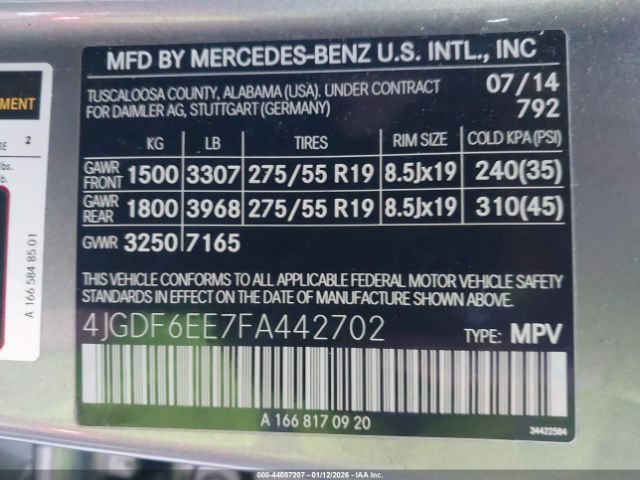 MFD BY MERCEDES-BENZ U.S. INTL., INC
TUSCALOOSA COUNTY, ALABAMA (USA). UNDER CONTRACT 07/14
FOR DAIMLER AG, STUTTGART (GERMANY) 792
KG LB TIRES RIM SIZE COLD KPA(PSI)
GAWR FRONT 1500 3307 275/55 R19 8.5Jx19 240(35)
GAWR REAR 1800 3968 275/55 R19 8.5Jx19 310(45)
GVWR 3250 7165
THIS VEHICLE CONFORMS TO ALL APPLICABLE FEDERAL MOTOR VEHICLE SAFETY
STANDARDS IN EFFECT ON THE DATE OF MANUFACTURE SHOWN ABOVE.
4JGDF6EE7FA442702 TYPE: MPV
A 166 817 09 20
34422584
A 166 584 85 01
2
lbs.
lb.
000-44087207 - 01/12/2026 - IAA Inc.